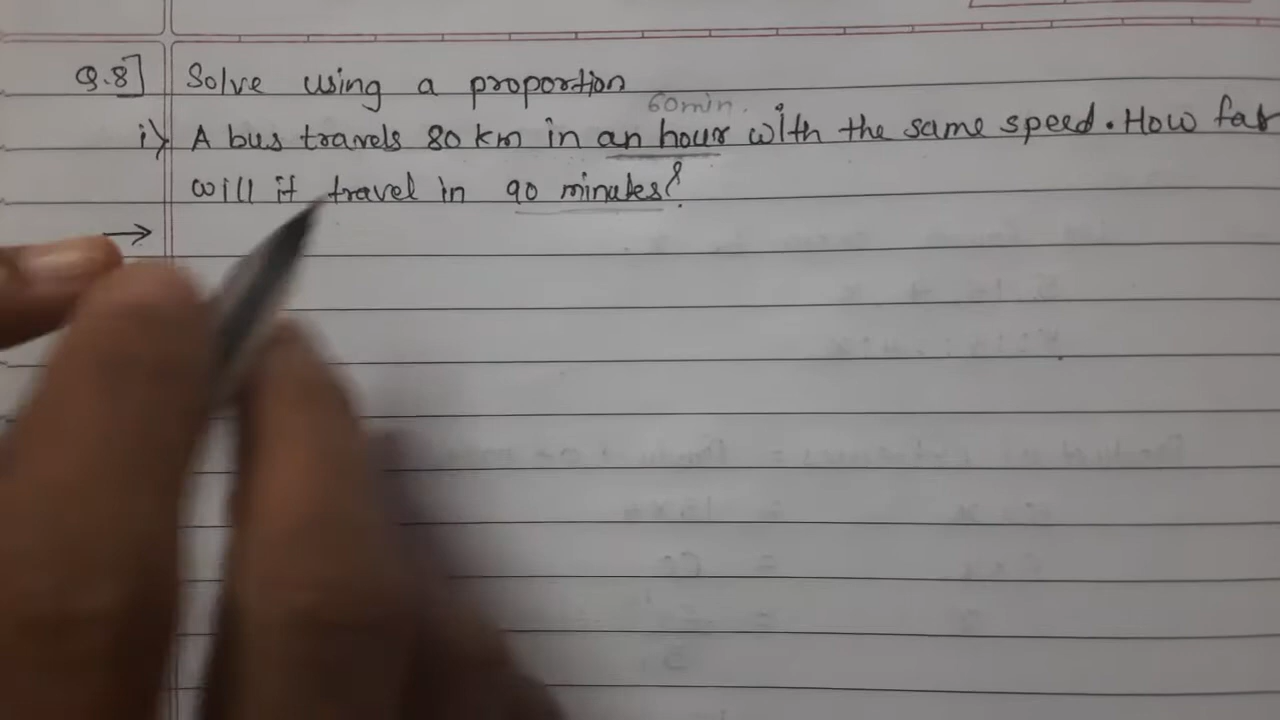 Q.8] Solve using a proportion
60min.
i) A bus travels 80 km in an hour with the same speed. How far
will it travel in 90 minutes?
→